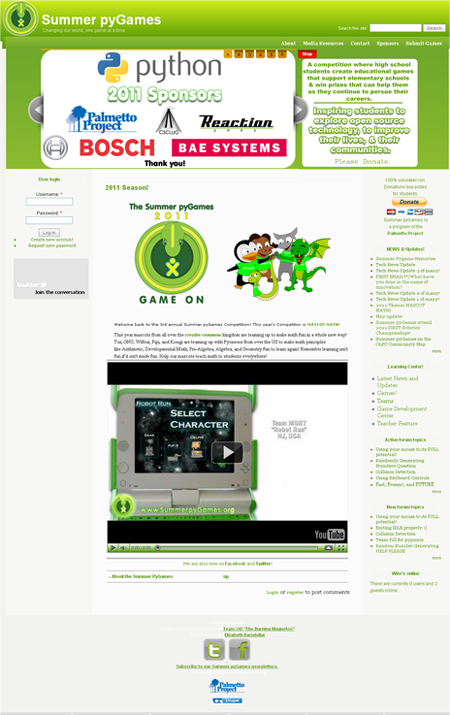 Summer pyGames
Changing our world, one game at a time
Search this site:
Search
About Media Resources Contact Sponsors Submit Games
1 2 3 4 5 6
Stop
python
2011 Sponsors
Palmetto
Project
CSCLUG
Reaction
APPS
BOSCH
BAE SYSTEMS
Thank you!
A competition where high school
students create educational games
that support elementary schools
& win prizes that can help them
as they continue to persue their
careers.
Inspiring students to
explore open source
technology, to improve
their lives, & their
communities.
Please Donate.
User login
Username: *
Password: *
Log in
Create new account
Request new password
twitter
Join the conversation
2011 Season!
The Summer pyGames
2011
GAME ON
Welcome back to the 3rd annual Summer pyGames Competition! This year's Competition is MASCOT MATH!
This year mascots from all over the creative commons kingdom are teaming up to make math fun in a whole new way!
Tux, GNU, Wilber, Puja, and Konqi are teaming up with Pyroseus from over the US to make math principles
like Arithmetic, Developmental Math, Pre-Algebra, Algebra, and Geometry fun to learn again! Remember learning isn't
fun if it isn't made fun. Help our mascots teach math to students everywhere!
ROBOT RUN
SELECT
CHARACTER
Team MORT
"Robot Run"
NJ, USA
www.SummerpyGames.org
YouTube
We are also now on Facebook and Twitter!
‹ About the Summer PyGames
up
Login or register to post comments
100% volunteer run.
Donations buy prizes
for students.
Donate
Summer pyGames is
a program of the
Palmetto Project
NEWS & Updates!
Summer Pygame Memories
Tech News Update
Tech News Update 3 of many!
FIRST EMAIL**What have
you done in the name of
innovation?
Tech News Update 2 of many!
Tech News Update 1 of many!
2011 Themes MASCOT
MATH!
May update!
Summer pyGames attend
2011 FIRST Robotics
Championships!
Summer pyGames on the
OLPC Community Map
more
Learning Center!
Latest News and
Updates
Games!
Teams
Game Development
Center
Teacher Feature
Active forum topics
Using your mouse to its FULL
potential!
Randomly Generating
Numbers Question
Collision Detection
Using Keyboard Controls
Past, Present, and FUTURE
more
New forum topics
Using your mouse to its FULL
potential!
Exiting IDLE properly :)
Collision Detection
Team Fill for pygames
Random Number Generating
HELP PLEASE
more
Who's online
There are currently 0 users and 2
guests online.
Team 342 "The Burning Magnetos"
Elizabeth Barndollar
Subscribe to our Summer pyGames newsletters.
Palmetto
Project
Drupal